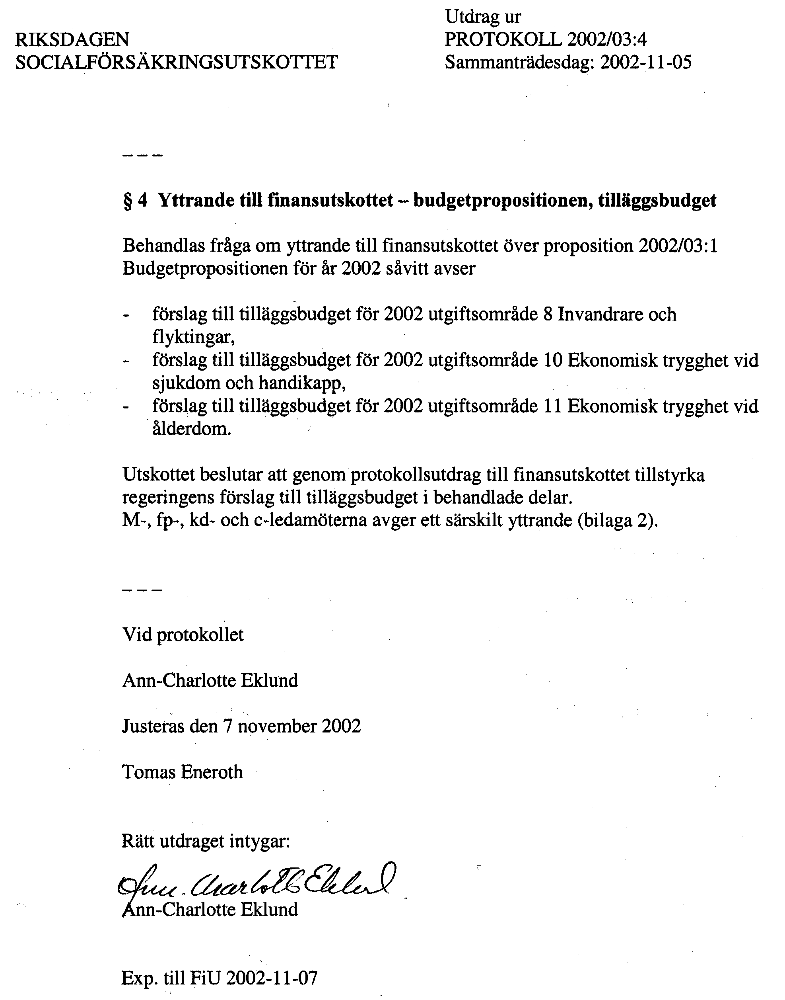 RIKSDAGEN
SOCIALFÖRSÄKRINGSUTSKOTTET
Utdrag ur
PROTOKOLL 2002/03:4
Sammanträdesdag: 2002-11-05
– – –
§ 4 Yttrande till finansutskottet – budgetpropositionen, tilläggsbudget
Behandlas fråga om yttrande till finansutskottet över proposition 2002/03:1
Budgetpropositionen för år 2002 såvitt avser
- förslag till tilläggsbudget för 2002 utgiftsområde 8 Invandrare och
flyktingar,
- förslag till tilläggsbudget för 2002 utgiftsområde 10 Ekonomisk trygghet vid
sjukdom och handikapp,
- förslag till tilläggsbudget för 2002 utgiftsområde 11 Ekonomisk trygghet vid
ålderdom.
Utskottet beslutar att genom protokollsutdrag till finansutskottet tillstyrka
regeringens förslag till tilläggsbudget i behandlade delar.
M-, fp-, kd- och c-ledamöterna avger ett särskilt yttrande (bilaga 2).
– – –
Vid protokollet
Ann-Charlotte Eklund
Justeras den 7 november 2002
Tomas Eneroth
Rätt utdraget intygar:
Ann-Charlotte Eklund
Ann-Charlotte Eklund
Exp. till FiU 2002-11-07